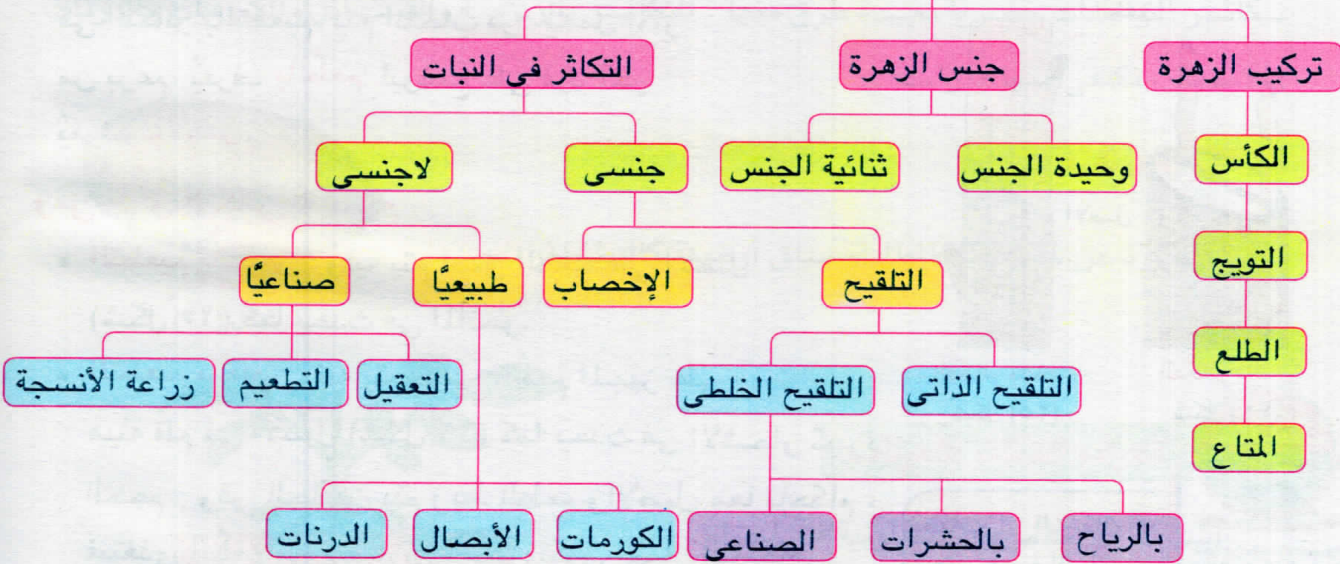 تركيب الزهرة
جنس الزهرة
التكاثر فى النبات
الكأس
وحيدة الجنس
ثنائية الجنس
جنسى
لاجنسى
التويج
التلقيح
الإخصاب
طبيعيًّا
صناعيًّا
الطلع
التلقيح الذاتى
التلقيح الخلطى
التعقيل
التطعيم
زراعة الأنسجة
المتاع
بالرياح
بالحشرات
الصناعى
الكورمات
الأبصال
الدرنات